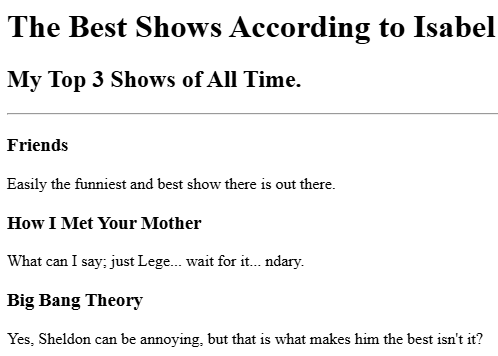 The Best Shows According to Isabel
My Top 3 Shows of All Time.
Friends
Easily the funniest and best show there is out there.
How I Met Your Mother
What can I say; just Lege... wait for it... ndary.
Big Bang Theory
Yes, Sheldon can be annoying, but that is what makes him the best isn't it?